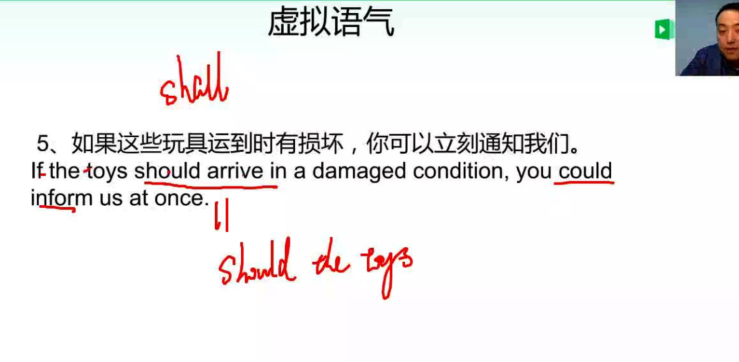 虚拟语气
shall
5、如果这些玩具运到时有损坏，你可以立刻通知我们。
If the toys should arrive in a damaged condition, you could
inform us at once.
should the toys